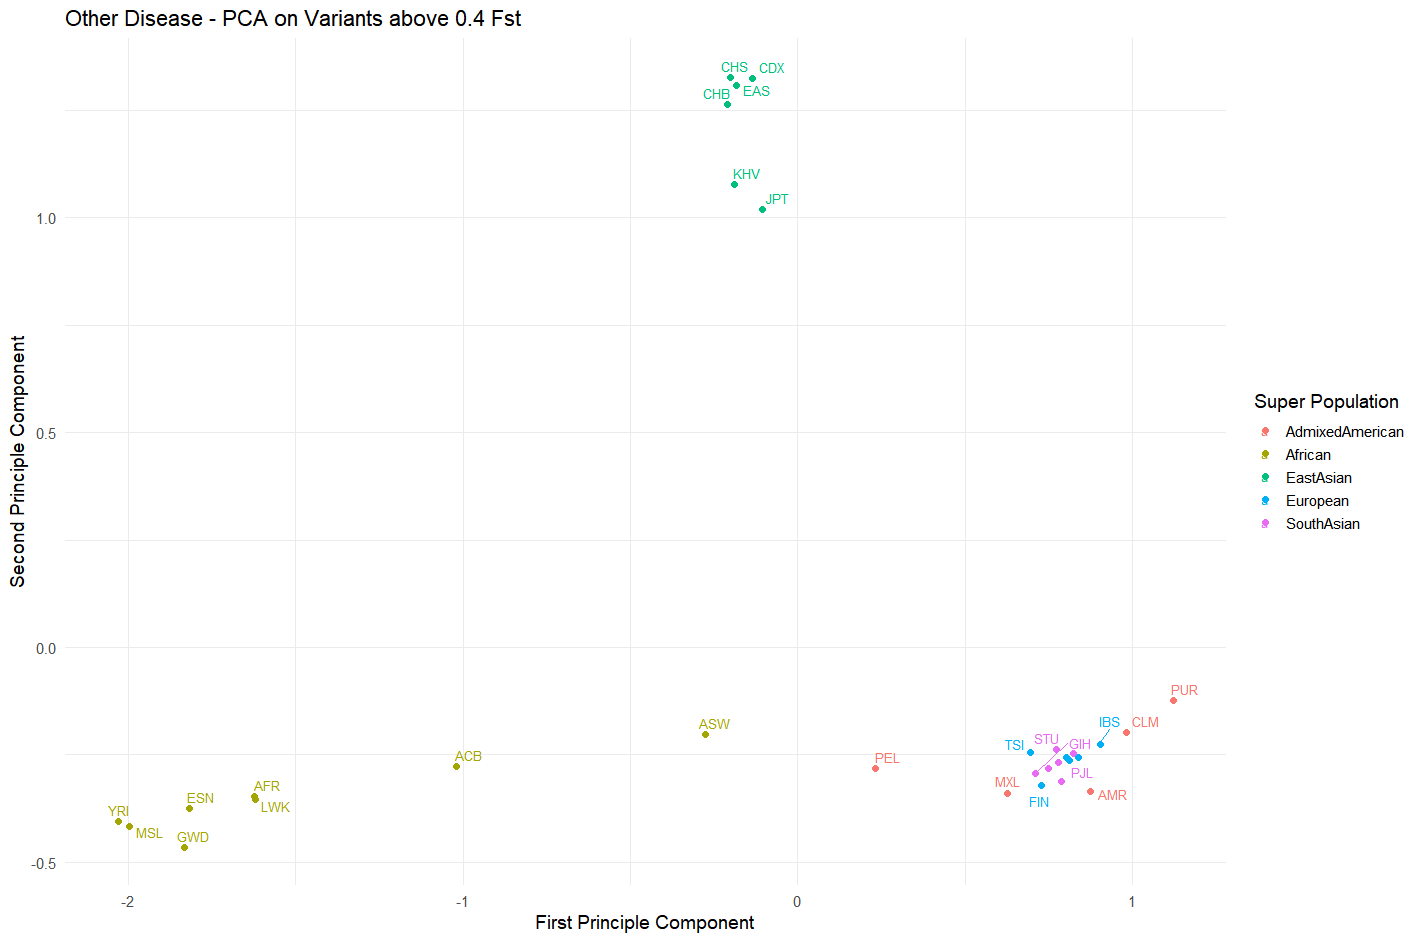 Other Disease - PCA on Variants above 0.4 Fst
CHS
CDX
CHB
EAS
KHV
JPT
1.0
0.5
0.0
-0.5
Second Principle Component
PUR
ASW
CLM
IBS
STU
GIH
TSI
ACB
PEL
PJL
MXL
AFR
AMR
ESN
FIN
LWK
YRI
MSL
GWD
-2
-1
0
1
First Principle Component
Super Population
AdmixedAmerican
African
EastAsian
European
SouthAsian